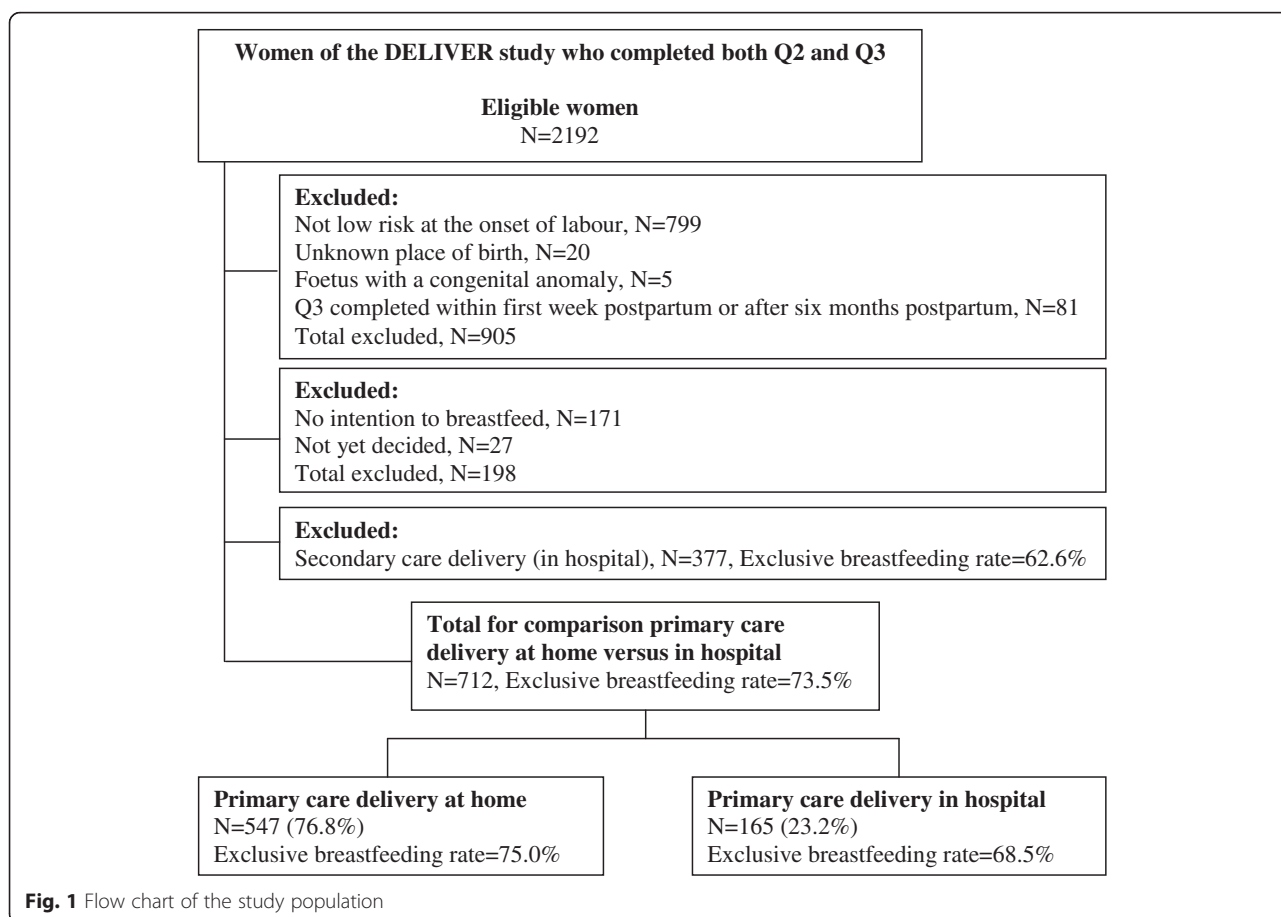 Women of the DELIVER study who completed both Q2 and Q3
Eligible women
N=2192
Excluded:
Not low risk at the onset of labour, N=799
Unknown place of birth, N=20
Foetus with a congenital anomaly, N=5
Q3 completed within first week postpartum or after six months postpartum, N=81
Total excluded, N=905
Excluded:
No intention to breastfeed, N=171
Not yet decided, N=27
Total excluded, N=198
Excluded:
Secondary care delivery (in hospital), N=377, Exclusive breastfeeding rate=62.6%
Total for comparison primary care
delivery at home versus in hospital
N=712, Exclusive breastfeeding rate=73.5%
Primary care delivery at home
N=547 (76.8%)
Exclusive breastfeeding rate=75.0%
Primary care delivery in hospital
N=165 (23.2%)
Exclusive breastfeeding rate=68.5%
Fig. 1 Flow chart of the study population